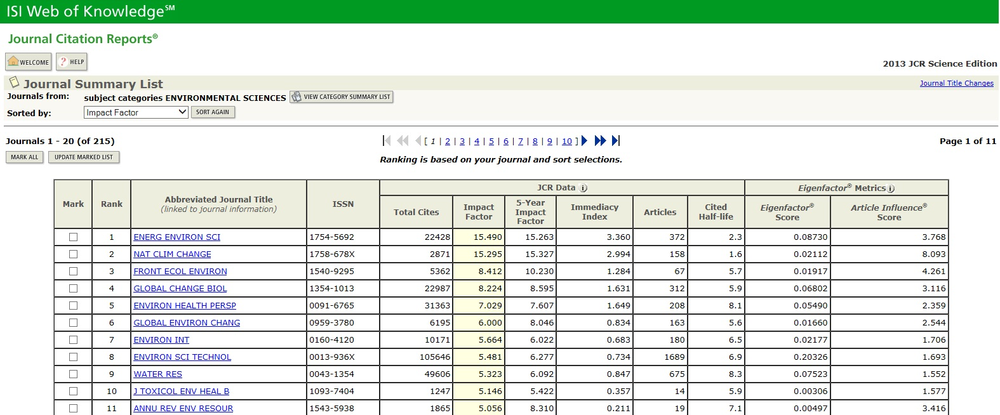 ISI Web of Knowledge℠
Journal Citation Reports®
WELCOME ? HELP
2013 JCR Science Edition
Journal Summary List
Journal Title Changes
Journals from: subject categories ENVIRONMENTAL SCIENCES VIEW CATEGORY SUMMARY LIST
Sorted by: Impact Factor SORT AGAIN
Journals 1 - 20 (of 215)
[ 1 | 2 | 3 | 4 | 5 | 6 | 7 | 8 | 9 | 10 ]
Page 1 of 11
MARK ALL UPDATE MARKED LIST
Ranking is based on your journal and sort selections.
Mark Rank Abbreviated Journal Title (linked to journal information) ISSN JCR Data i Eigenfactor® Metrics i
Total Cites Impact Factor 5-Year Impact Factor Immediacy Index Articles Cited Half-life Eigenfactor® Score Article Influence® Score
1 ENERG ENVIRON SCI 1754-5692 22428 15.490 15.263 3.360 372 2.3 0.08730 3.768
2 NAT CLIM CHANGE 1758-678X 2871 15.295 15.327 2.994 158 1.6 0.02112 8.093
3 FRONT ECOL ENVIRON 1540-9295 5362 8.412 10.230 1.284 67 5.7 0.01917 4.261
4 GLOBAL CHANGE BIOL 1354-1013 22987 8.224 8.595 1.631 312 5.9 0.06802 3.116
5 ENVIRON HEALTH PERSP 0091-6765 31363 7.029 7.607 1.649 208 8.1 0.05490 2.359
6 GLOBAL ENVIRON CHANG 0959-3780 6195 6.000 8.046 0.834 163 5.6 0.01660 2.544
7 ENVIRON INT 0160-4120 10171 5.664 6.022 0.683 180 6.5 0.02177 1.706
8 ENVIRON SCI TECHNOL 0013-936X 105646 5.481 6.277 0.734 1689 6.9 0.20326 1.693
9 WATER RES 0043-1354 49606 5.323 6.092 0.847 675 8.3 0.07523 1.552
10 J TOXICOL ENV HEAL B 1093-7404 1247 5.146 5.422 0.357 14 5.9 0.00306 1.577
11 ANNU REV ENV RESOUR 1543-5938 1865 5.056 8.310 0.211 19 7.1 0.00497 3.416